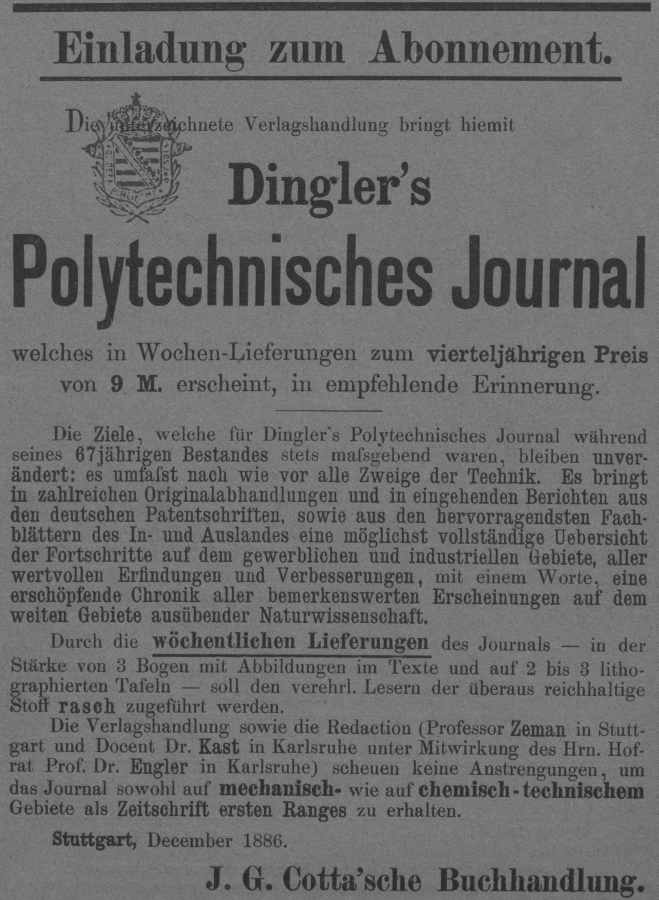 Einladung zum Abonnement.
Die unterzeichnete Verlagshandlung bringt hiemit
Dingler's
Polytechnisches Journal
welches in Wochen-Lieferungen zum vierteljährigen Preis
von 9 M. erscheint, in empfehlende Erinnerung.
Die Ziele, welche für Dingler's Polytechnisches Journal während
seines 67jährigen Bestandes stets maſsgebend waren, bleiben unver-
ändert: es umfaſst nach wie vor alle Zweige der Technik. Es bringt
in zahlreichen Originalabhandlungen und in eingehenden Berichten aus
den deutschen Patentschriften, sowie aus den hervorragendsten Fach-
blättern des In- und Auslandes eine möglichst vollständige Uebersicht
der Fortschritte auf dem gewerblichen und industriellen Gebiete, aller
wertvollen Erfindungen und Verbesserungen, mit einem Worte, eine
erschöpfende Chronik aller bemerkenswerten Erscheinungen auf dem
weiten Gebiete ausübender Naturwissenschaft.
Durch die wöchentlichen Lieferungen des Journals — in der
Stärke von 3 Bogen mit Abbildungen im Texte und auf 2 bis 3 litho-
graphierten Tafeln — soll den verehrl. Lesern der überaus reichhaltige
Stoff rasch zugeführt werden.
Die Verlagshandlung sowie die Redaction (Professor Zeman in Stutt-
gart und Docent Dr. Kast in Karlsruhe unter Mitwirkung des Hrn. Hof-
rat Prof. Dr. Engler in Karlsruhe) scheuen keine Anstrengungen, um
das Journal sowohl auf mechanisch- wie auf chemisch-technischem
Gebiete als Zeitschrift ersten Ranges zu erhalten.
Stuttgart, December 1886.
J. G. Cotta'sche Buchhandlung.